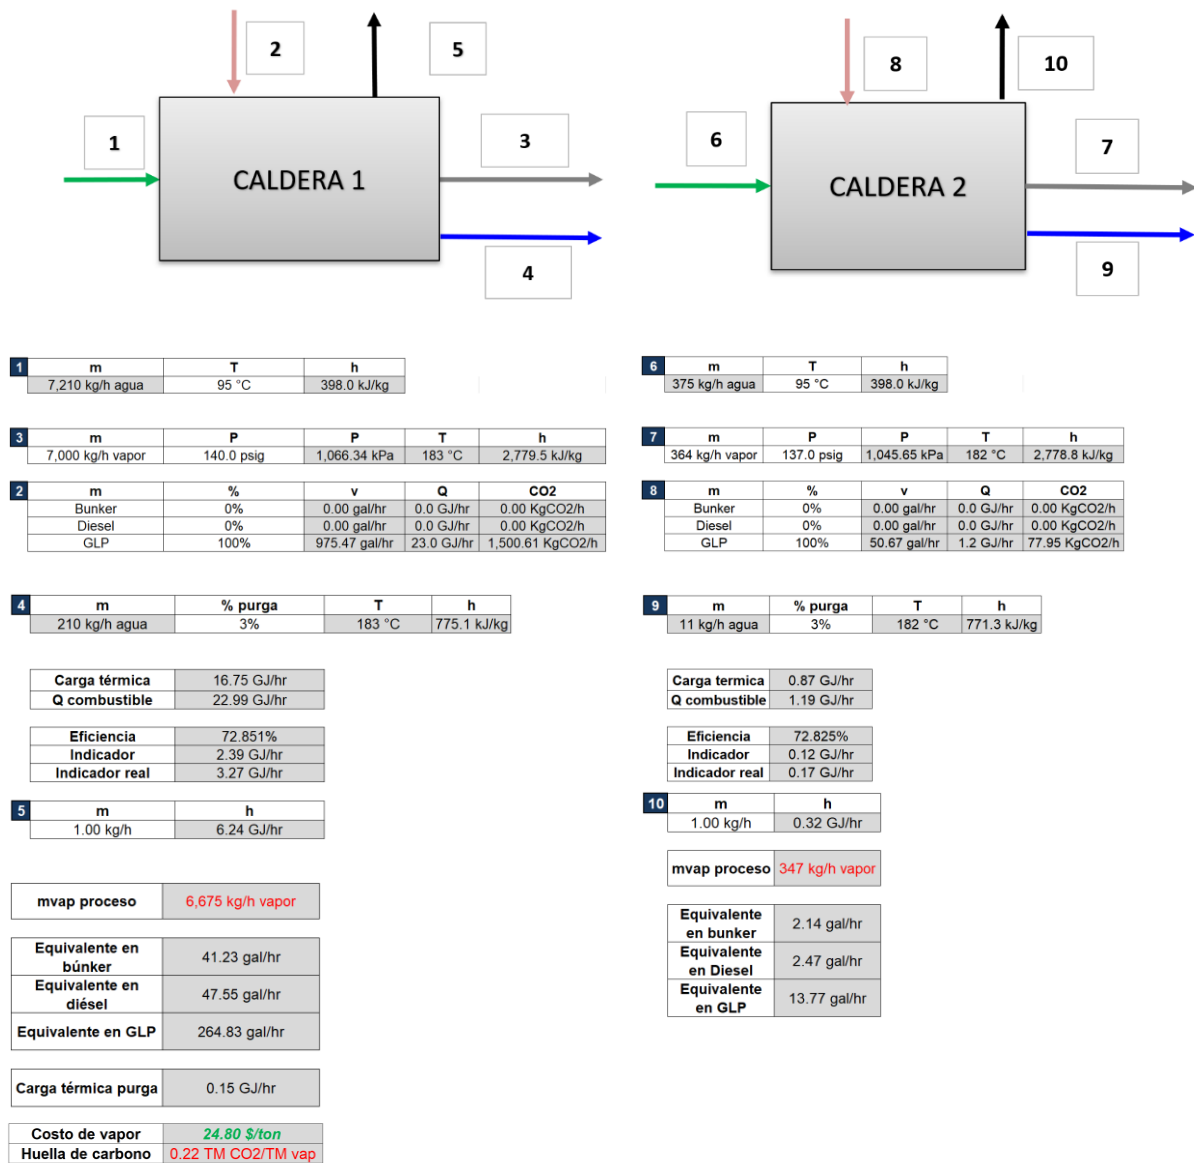 2
5
1
CALDERA 1
3
4
8
10
6
CALDERA 2
7
9
1 m T h
7,210 kg/h agua 95 °C 398.0 kJ/kg
3 m P P T h
7,000 kg/h vapor 140.0 psig 1,066.34 kPa 183 °C 2,779.5 kJ/kg
2 m % v Q CO2
Bunker 0% 0.00 gal/hr 0.0 GJ/hr 0.00 KgCO2/h
Diesel 0% 0.00 gal/hr 0.0 GJ/hr 0.00 KgCO2/h
GLP 100% 975.47 gal/hr 23.0 GJ/hr 1,500.61 KgCO2/h
4 m % purga T h
210 kg/h agua 3% 183 °C 775.1 kJ/kg
Carga térmica 16.75 GJ/hr
Q combustible 22.99 GJ/hr
Eficiencia 72.851%
Indicador 2.39 GJ/hr
Indicador real 3.27 GJ/hr
5 m h
1.00 kg/h 6.24 GJ/hr
mvap proceso 6,675 kg/h vapor
Equivalente en
búnker 41.23 gal/hr
Equivalente en
diésel 47.55 gal/hr
Equivalente en GLP 264.83 gal/hr
Carga térmica purga 0.15 GJ/hr
Costo de vapor 24.80 $/ton
Huella de carbono 0.22 TM CO2/TM vap
6 m T h
375 kg/h agua 95 °C 398.0 kJ/kg
7 m P P T h
364 kg/h vapor 137.0 psig 1,045.65 kPa 182 °C 2,778.8 kJ/kg
8 m % v Q CO2
Bunker 0% 0.00 gal/hr 0.0 GJ/hr 0.00 KgCO2/h
Diesel 0% 0.00 gal/hr 0.0 GJ/hr 0.00 KgCO2/h
GLP 100% 50.67 gal/hr 1.2 GJ/hr 77.95 KgCO2/h
9 m % purga T h
11 kg/h agua 3% 182 °C 771.3 kJ/kg
Carga termica 0.87 GJ/hr
Q combustible 1.19 GJ/hr
Eficiencia 72.825%
Indicador 0.12 GJ/hr
Indicador real 0.17 GJ/hr
10 m h
1.00 kg/h 0.32 GJ/hr
mvap proceso 347 kg/h vapor
Equivalente
en bunker 2.14 gal/hr
Equivalente
en Diesel 2.47 gal/hr
Equivalente
en GLP 13.77 gal/hr